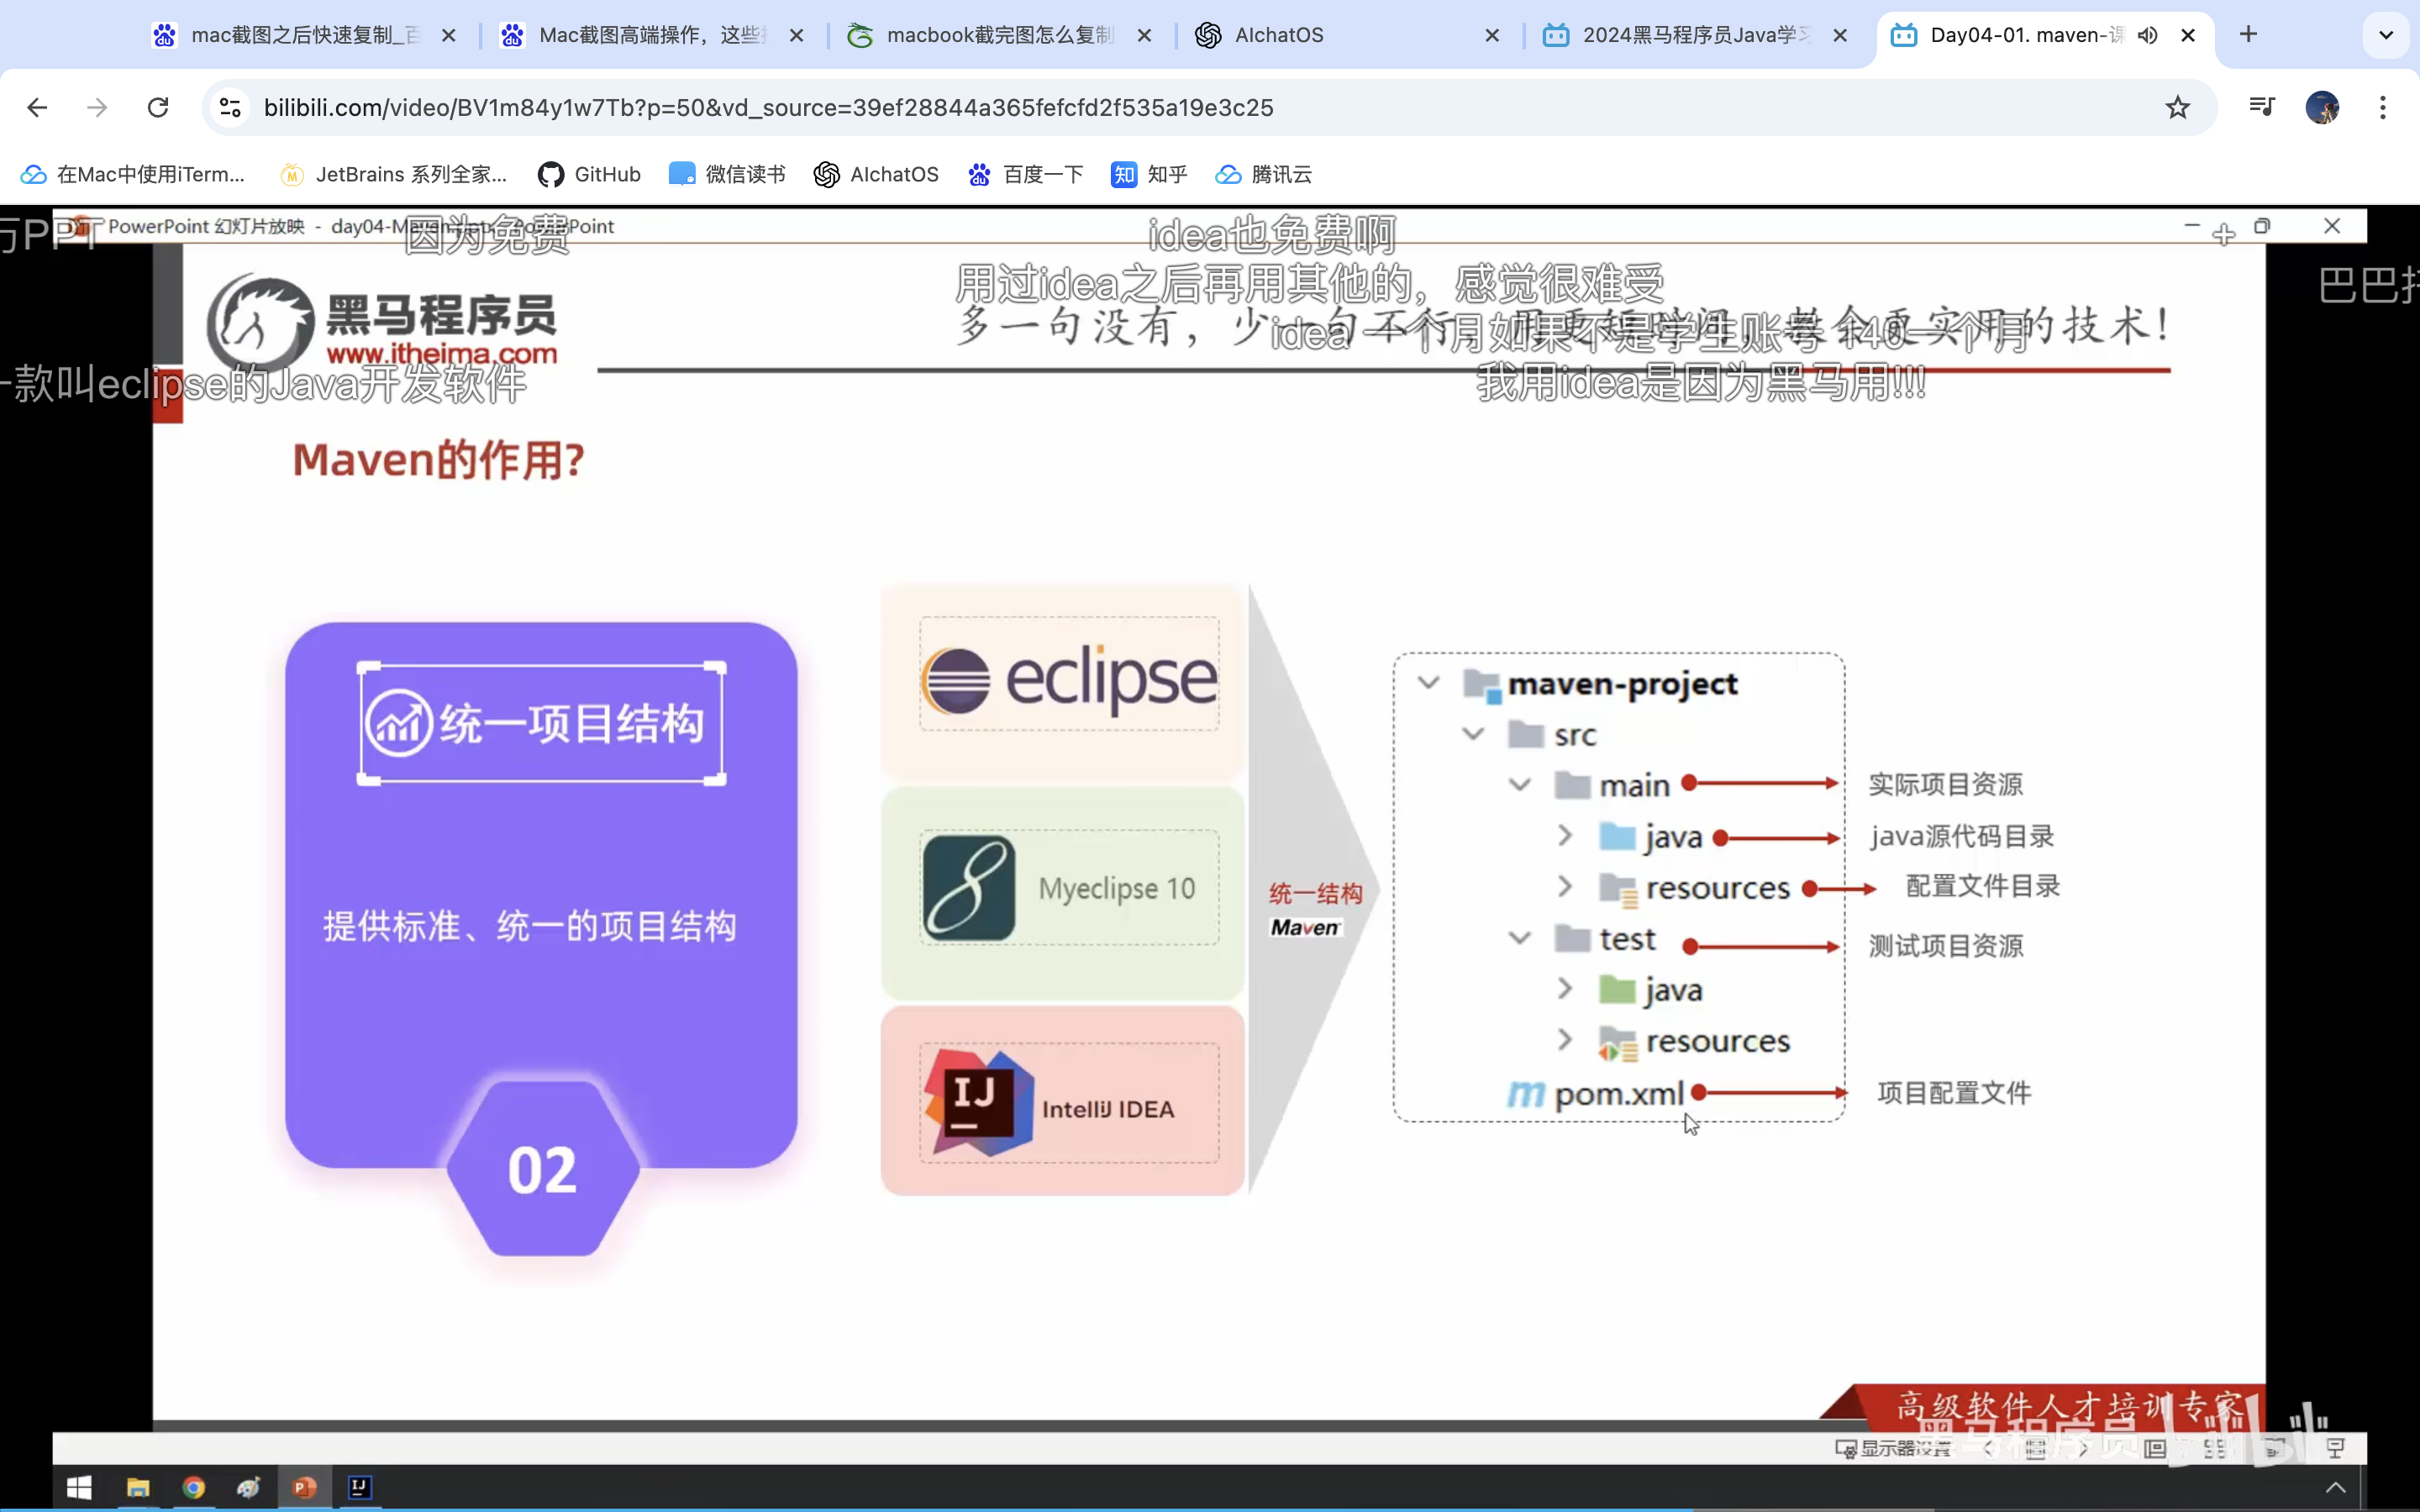 mac截图之后快速复制_百
Mac截图高端操作，这些
macbook截完图怎么复制
AIchatOS
2024黑马程序员Java学习
Day04-01. maven-课
bilibili.com/video/BV1m84y1w7Tb?p=50&vd_source=39ef28844a365fefcfd2f535a19e3c25
在Mac中使用iTerm...
JetBrains 系列全家...
GitHub
微信读书
AIchatOS
百度一下
知乎
腾讯云
PowerPoint 幻灯片放映 - day04-Maven.pptx - PowerPoint
万PPT
因为免费
idea也免费啊
用过idea之后再用其他的，感觉很难受
巴巴
黑马程序员
www.itheima.com
多一句没有，少一句不行，用更短时间，教会更实用的技术！
idea 一个月如果不是学生账号 140一个月
一款叫eclipse的Java开发软件
我用idea是因为黑马用!!!
Maven的作用?
统一项目结构
提供标准、统一的项目结构
02
eclipse
Myeclipse 10
IJ
IntelliJ IDEA
统一结构
Maven
maven-project
src
main 实际项目资源
java java源代码目录
resources 配置文件目录
test 测试项目资源
java
resources
m pom.xml 项目配置文件
高级软件人才培训专家
黑马程序员
bilibili
显示器设置